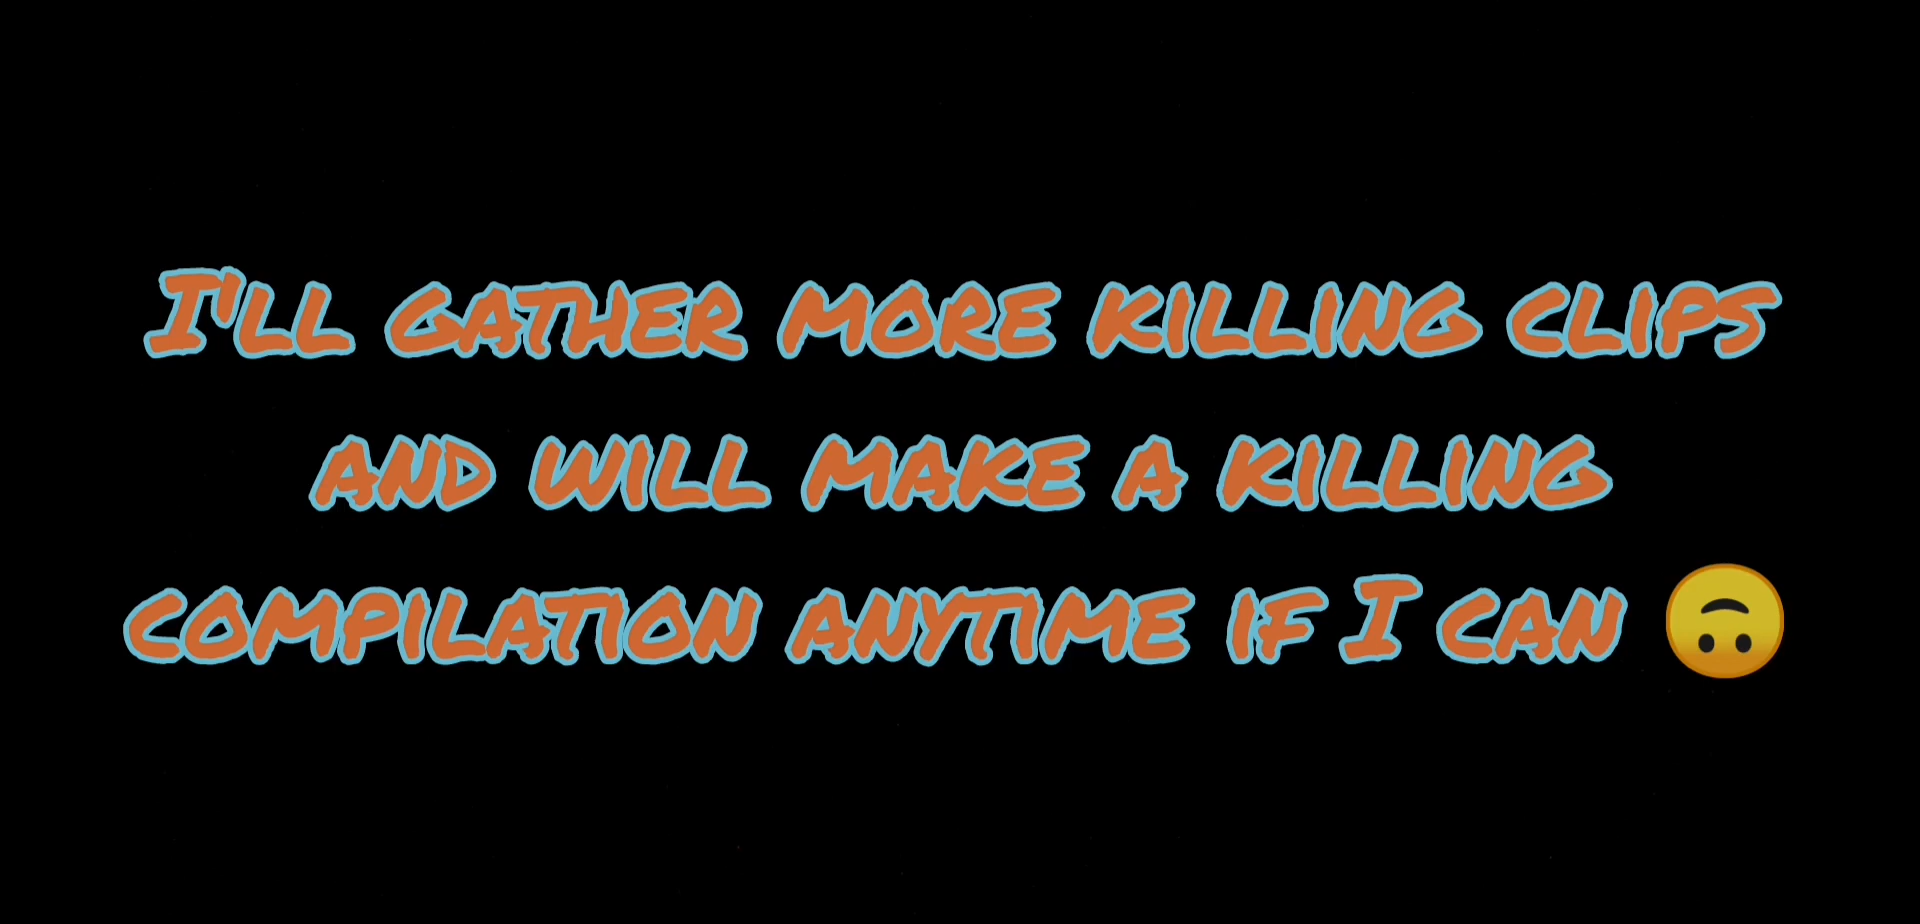 I'll gather more killing clips
and will make a killing
compilation anytime if I can 🙃